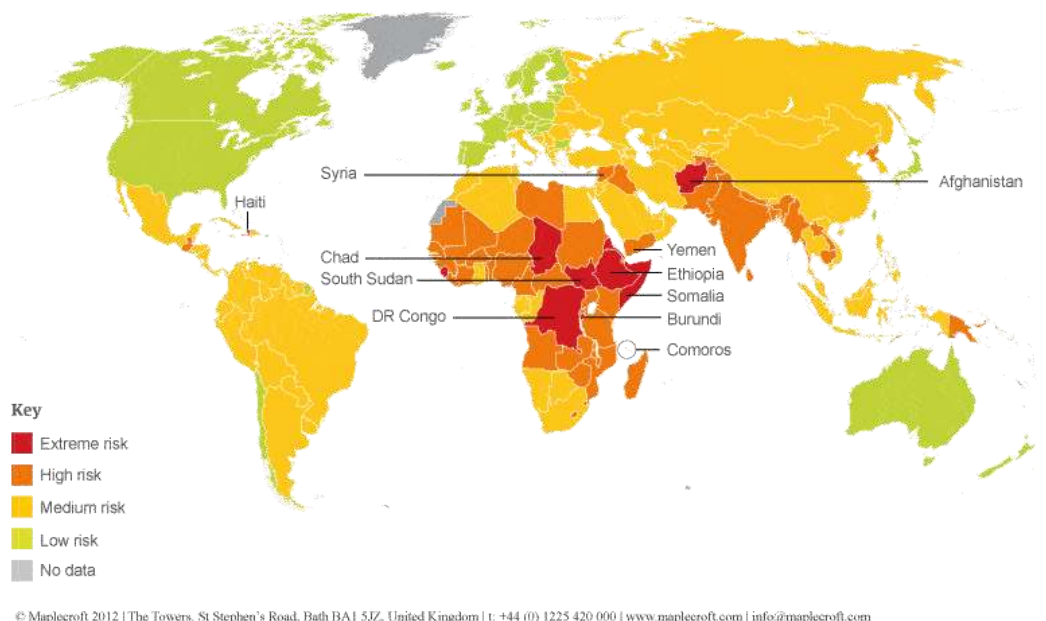 Syria
Afghanistan
Haiti
Yemen
Chad
Ethiopia
South Sudan
Somalia
DR Congo
Burundi
Comoros
Key
Extreme risk
High risk
Medium risk
Low risk
No data
© Maplecroft 2012 | The Towers, St Stephen's Road, Bath BA1 5JZ, United Kingdom | t: +44 (0) 1225 420 000 | www.maplecroft.com | info@maplecroft.com